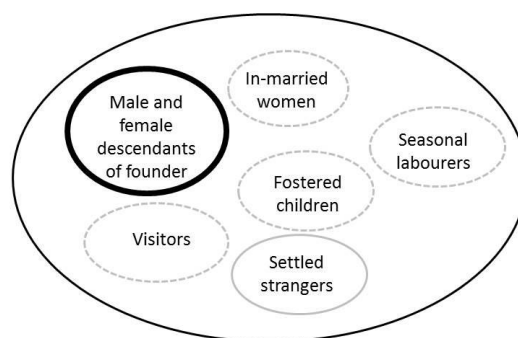 In-married
women
Male and
female
descendants
of founder
Seasonal
labourers
Fostered
children
Visitors
Settled
strangers